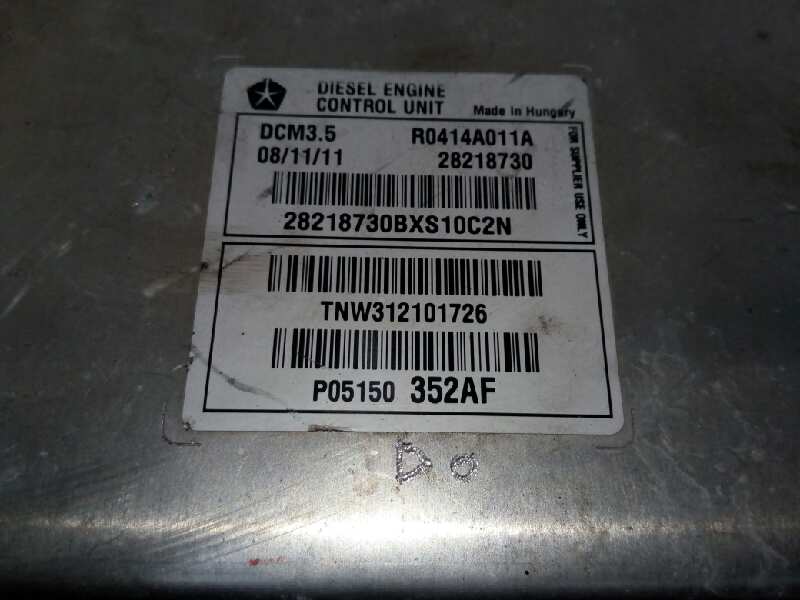 DIESEL ENGINE
CONTROL UNIT
Made in Hungary
DCM3.5 R0414A011A
08/11/11 28218730
28218730BXS10C2N
FOR SUPPLIER USE ONLY
TNW312101726
P05150 352AF
Do